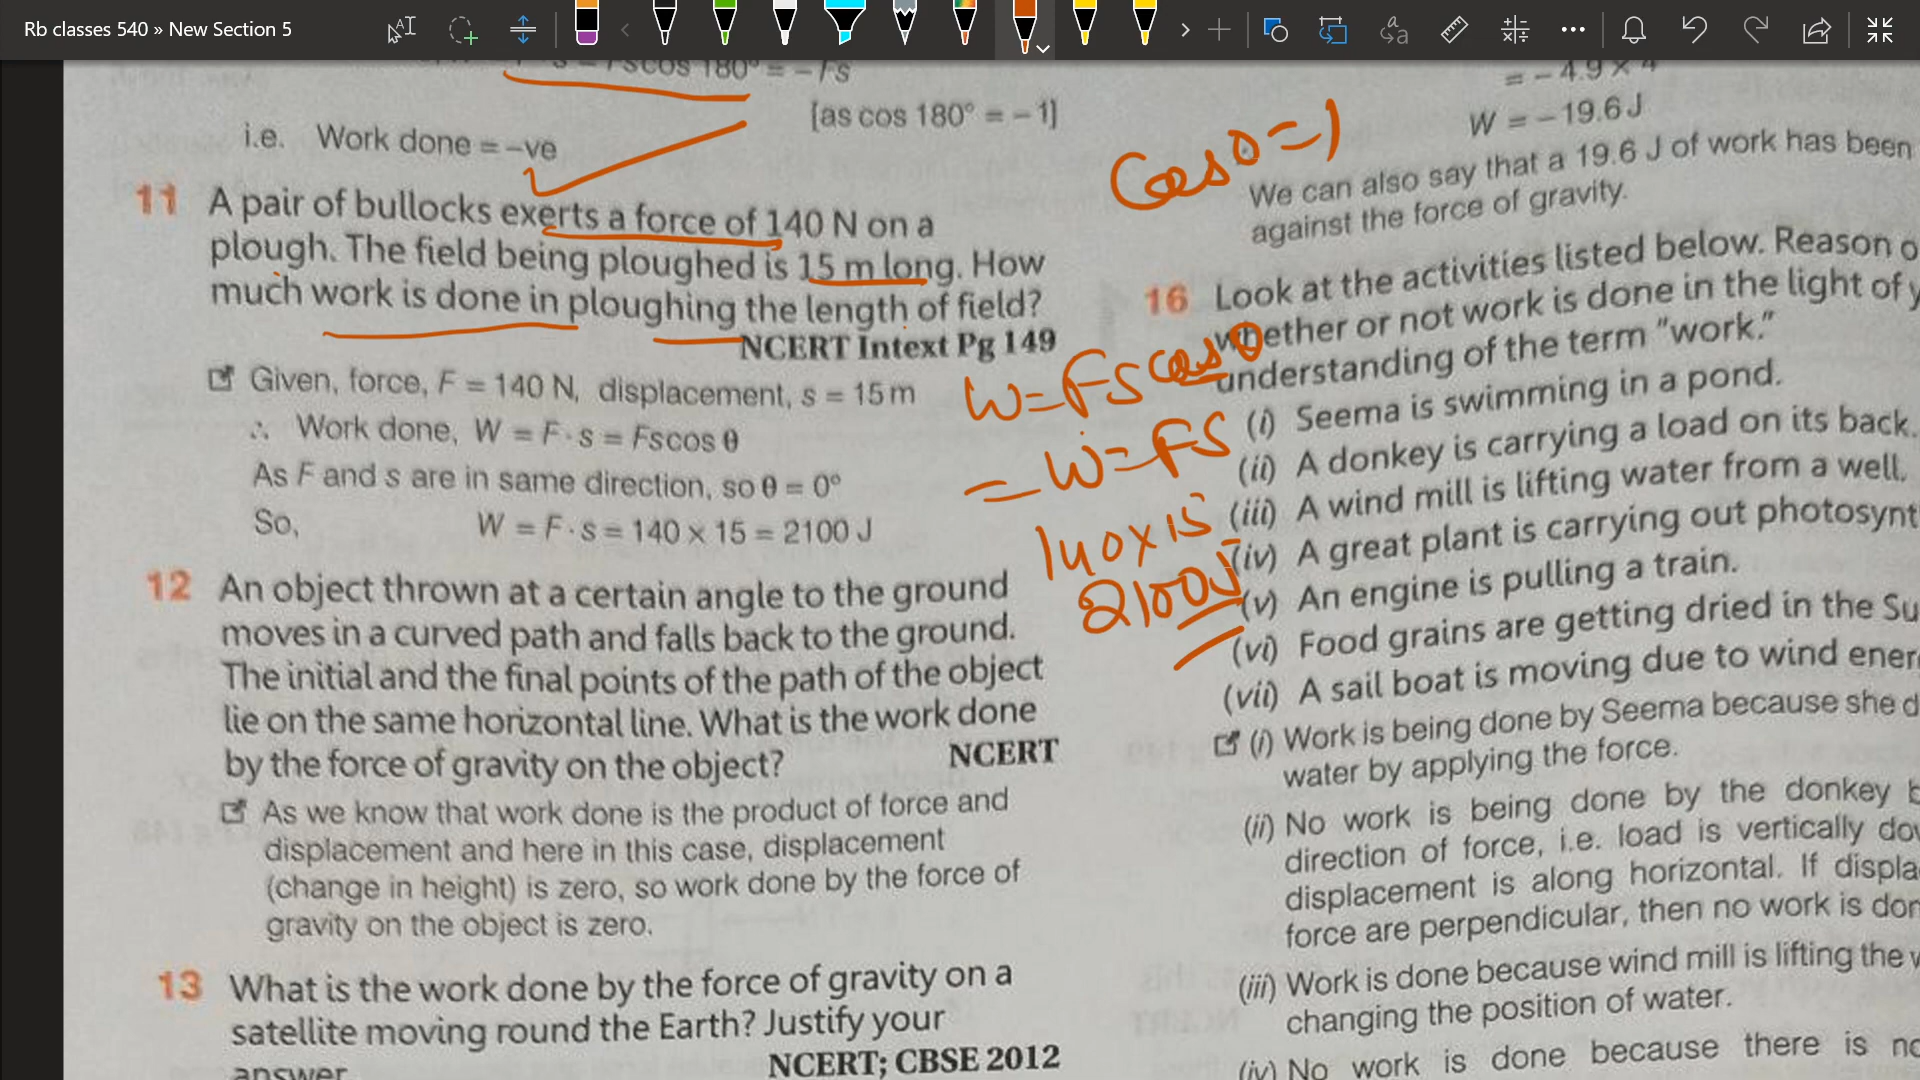 Rb classes 540 » New Section 5
= – Fs
[as cos 180° = – 1]
i.e. Work done = –ve
11 A pair of bullocks exerts a force of 140 N on a
plough. The field being ploughed is 15 m long. How
much work is done in ploughing the length of field?
NCERT Intext Pg 149
Given, force, F = 140 N, displacement, s = 15 m
∴ Work done, W = F · s = Fs cos θ
As F and s are in same direction, so θ = 0°
So, W = F · s = 140 × 15 = 2100 J
12 An object thrown at a certain angle to the ground
moves in a curved path and falls back to the ground.
The initial and the final points of the path of the object
lie on the same horizontal line. What is the work done
by the force of gravity on the object?
NCERT
As we know that work done is the product of force and
displacement and here in this case, displacement
(change in height) is zero, so work done by the force of
gravity on the object is zero.
13 What is the work done by the force of gravity on a
satellite moving round the Earth? Justify your
answer.
NCERT; CBSE 2012
= – 4.9 × 4
W = – 19.6 J
We can also say that a 19.6 J of work has been
against the force of gravity.
16 Look at the activities listed below. Reason o
whether or not work is done in the light of y
understanding of the term "work."
(i) Seema is swimming in a pond.
(ii) A donkey is carrying a load on its back.
(iii) A wind mill is lifting water from a well.
(iv) A great plant is carrying out photosynt
(v) An engine is pulling a train.
(vi) Food grains are getting dried in the Su
(vii) A sail boat is moving due to wind ener
(i) Work is being done by Seema because she d
water by applying the force.
(ii) No work is being done by the donkey b
direction of force, i.e. load is vertically dow
displacement is along horizontal. If displa
force are perpendicular, then no work is don
(iii) Work is done because wind mill is lifting the w
changing the position of water.
(iv) No work is done because there is no
Cos 0 = 1
W = FS cos 0
= W = FS
140 × 15
2100J